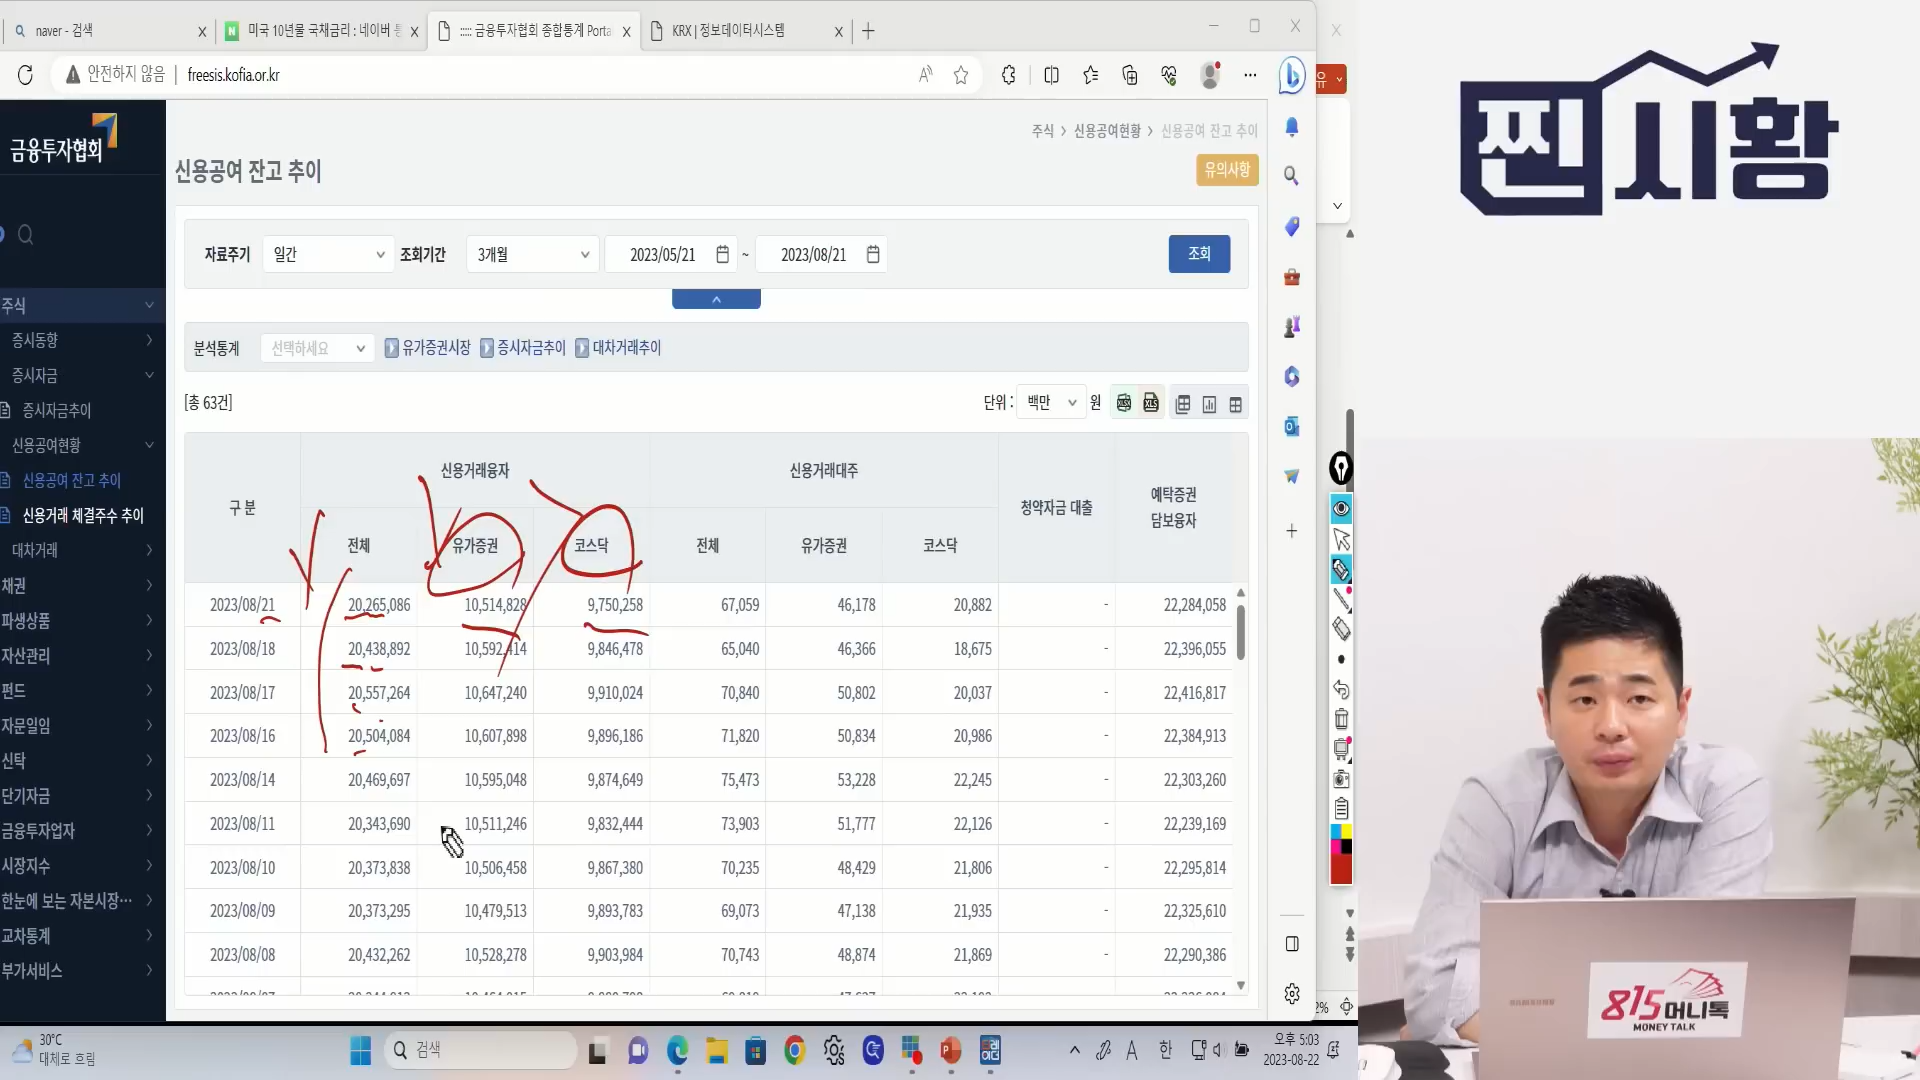 naver - 검색
미국 10년물 국채금리 : 네이버 통
::::: 금융투자협회 종합통계 Porta
KRX | 정보데이터시스템
안전하지 않음 | freesis.kofia.or.kr
유
찐시황
금융투자협회
주식 > 신용공여현황 > 신용공여 잔고 추이
신용공여 잔고 추이
유의사항
자료주기 일간 조회기간 3개월 2023/05/21 ~ 2023/08/21 조회
분석통계 선택하세요 유가증권시장 증시자금추이 대차거래추이
[총 63건]
단위 : 백만 원
주식
증시동향
증시자금
증시자금추이
신용공여현황
신용공여 잔고 추이
신용거래 체결주수 추이
대차거래
채권
파생상품
자산관리
펀드
자문일임
신탁
단기자금
금융투자업자
시장지수
한눈에 보는 자본시장…
교차통계
부가서비스
구 분 신용거래융자 신용거래대주 청약자금 대출 예탁증권
담보융자
전체 유가증권 코스닥 전체 유가증권 코스닥
2023/08/21 20,265,086 10,514,828 9,750,258 67,059 46,178 20,882 - 22,284,058
2023/08/18 20,438,892 10,592,414 9,846,478 65,040 46,366 18,675 - 22,396,055
2023/08/17 20,557,264 10,647,240 9,910,024 70,840 50,802 20,037 - 22,416,817
2023/08/16 20,504,084 10,607,898 9,896,186 71,820 50,834 20,986 - 22,384,913
2023/08/14 20,469,697 10,595,048 9,874,649 75,473 53,228 22,245 - 22,303,260
2023/08/11 20,343,690 10,511,246 9,832,444 73,903 51,777 22,126 - 22,239,169
2023/08/10 20,373,838 10,506,458 9,867,380 70,235 48,429 21,806 - 22,295,814
2023/08/09 20,373,295 10,479,513 9,893,783 69,073 47,138 21,935 - 22,325,610
2023/08/08 20,432,262 10,528,278 9,903,984 70,743 48,874 21,869 - 22,290,386
2%
SAMSUNG
815머니톡
MONEY TALK
30°C
대체로 흐림
검색
A 한
오후 5:03
2023-08-22